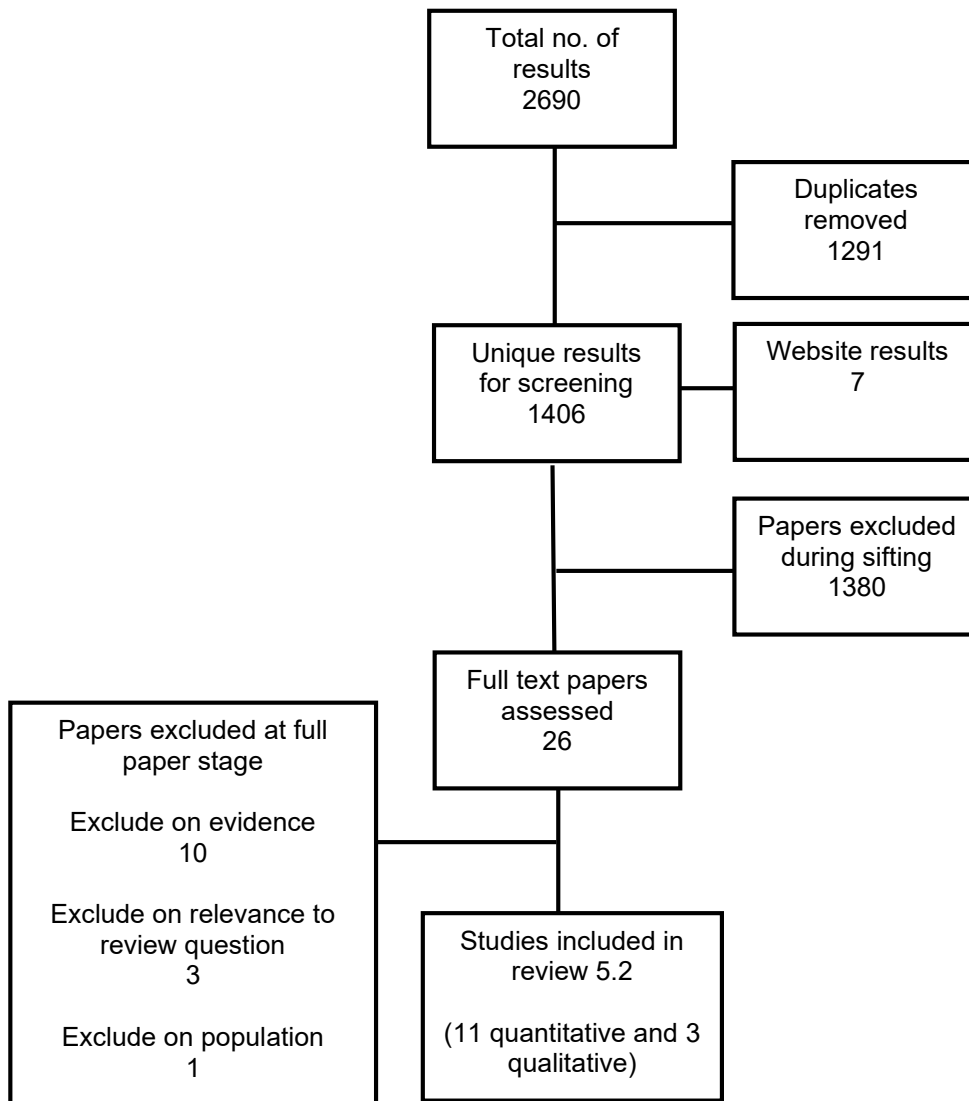 Total no. of
results
2690
Duplicates
removed
1291
Unique results
for screening
1406
Website results
7
Papers excluded
during sifting
1380
Full text papers
assessed
26
Papers excluded at full
paper stage
Exclude on evidence
10
Exclude on relevance to
review question
3
Exclude on population
1
Studies included in
review 5.2
(11 quantitative and 3
qualitative)